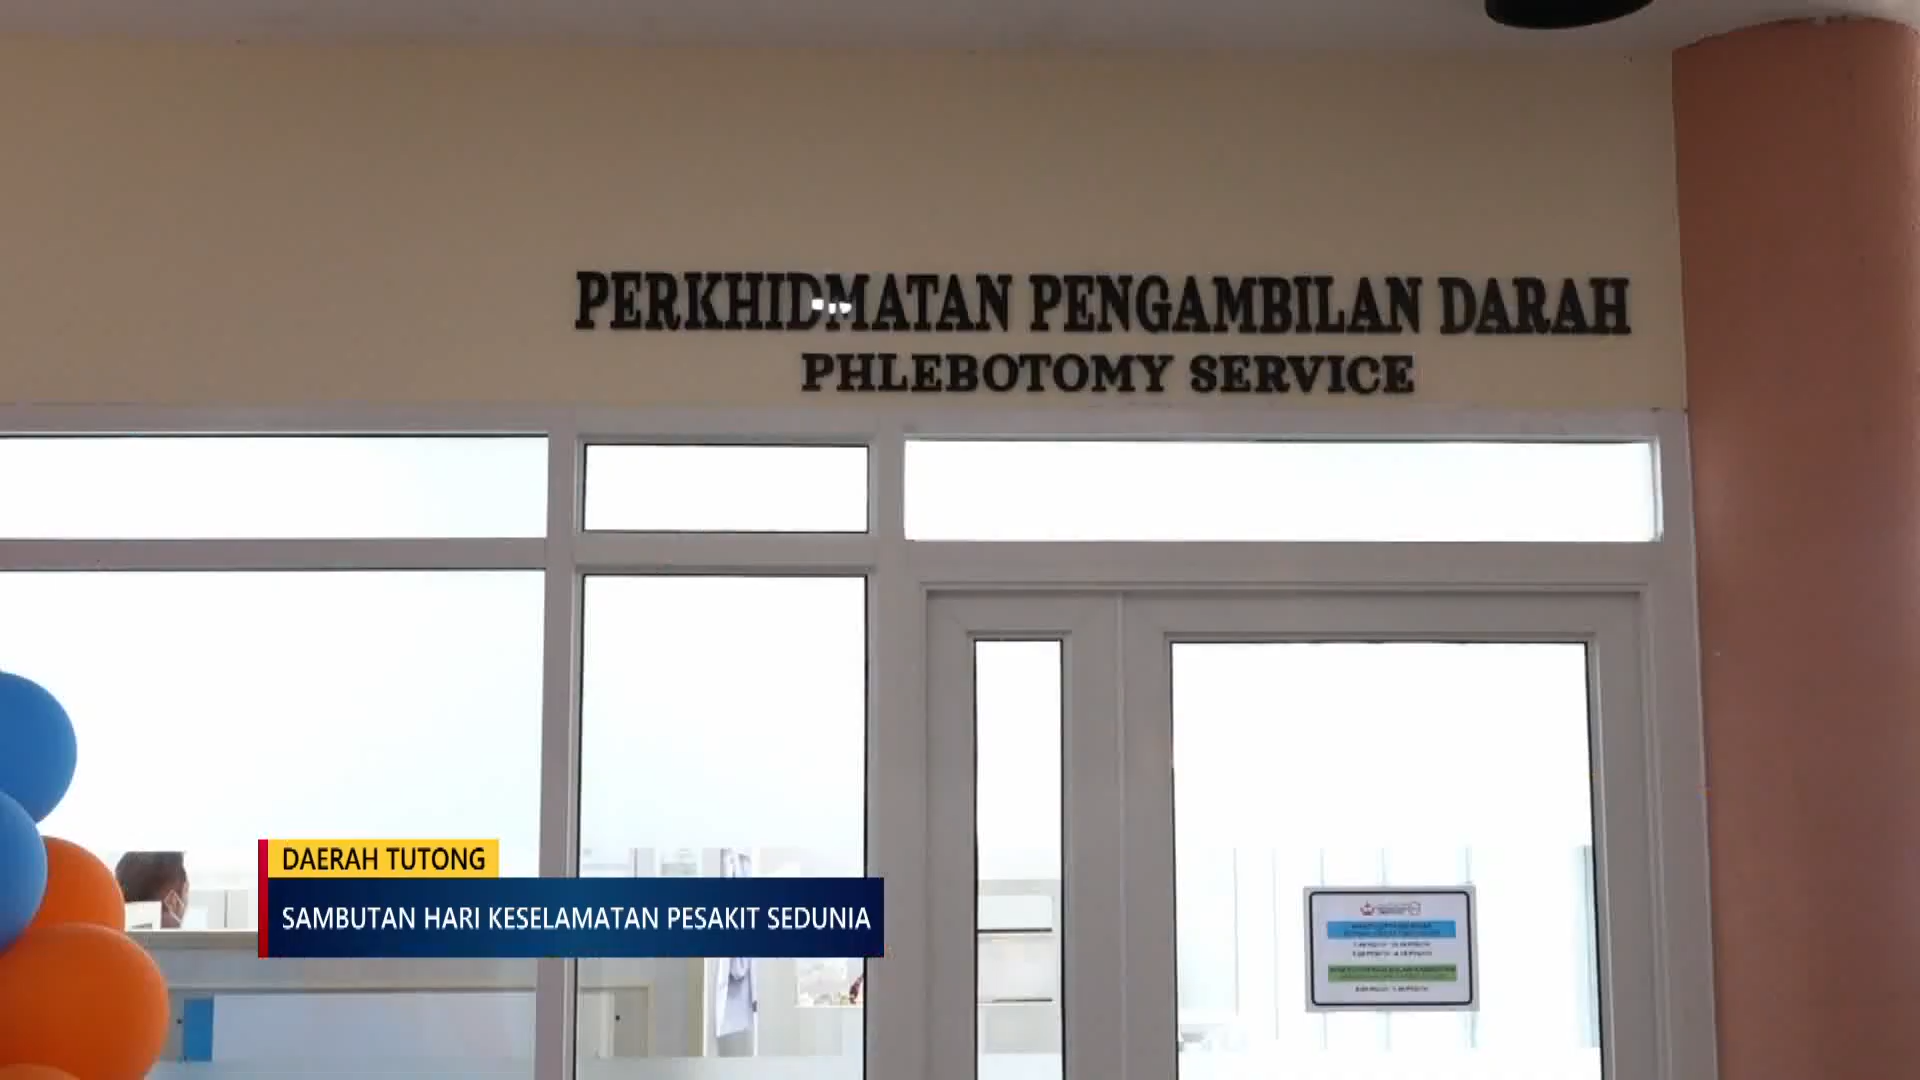 PERKHIDMATAN PENGAMBILAN DARAH
PHLEBOTOMY SERVICE
DAERAH TUTONG
SAMBUTAN HARI KESELAMATAN PESAKIT SEDUNIA